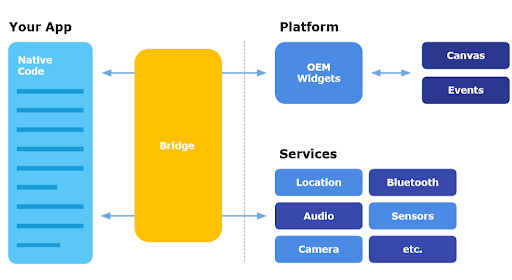 Your App
Platform
Native
Code
OEM
Widgets
Canvas
Events
Bridge
Services
Location
Bluetooth
Audio
Sensors
Camera
etc.